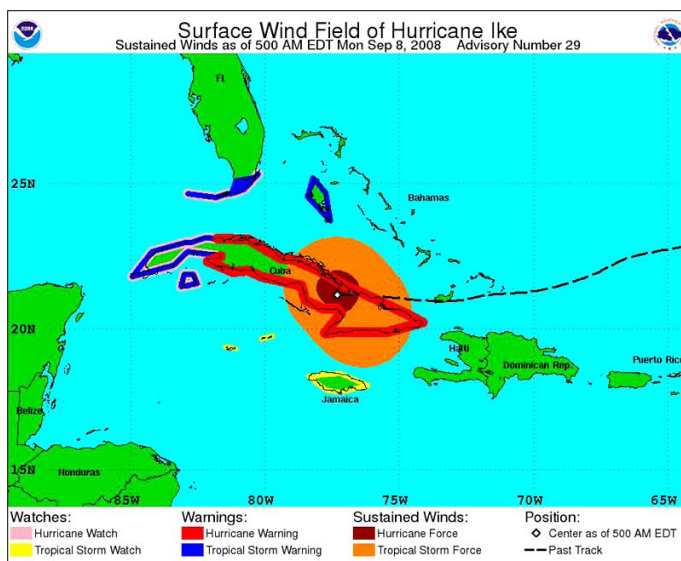 Surface Wind Field of Hurricane Ike
Sustained Winds as of 500 AM EDT Mon Sep 8, 2008 Advisory Number 29
NOAA
FL
25N
Bahamas
Cuba
20N
Haiti
Dominican Rep.
Puerto Rico
Jamaica
Belize
15N
Honduras
85W 80W 75W 70W 65W
Watches: Warnings: Sustained Winds: Position:
Hurricane Watch Hurricane Warning Hurricane Force Center as of 500 AM EDT
Tropical Storm Watch Tropical Storm Warning Tropical Storm Force Past Track